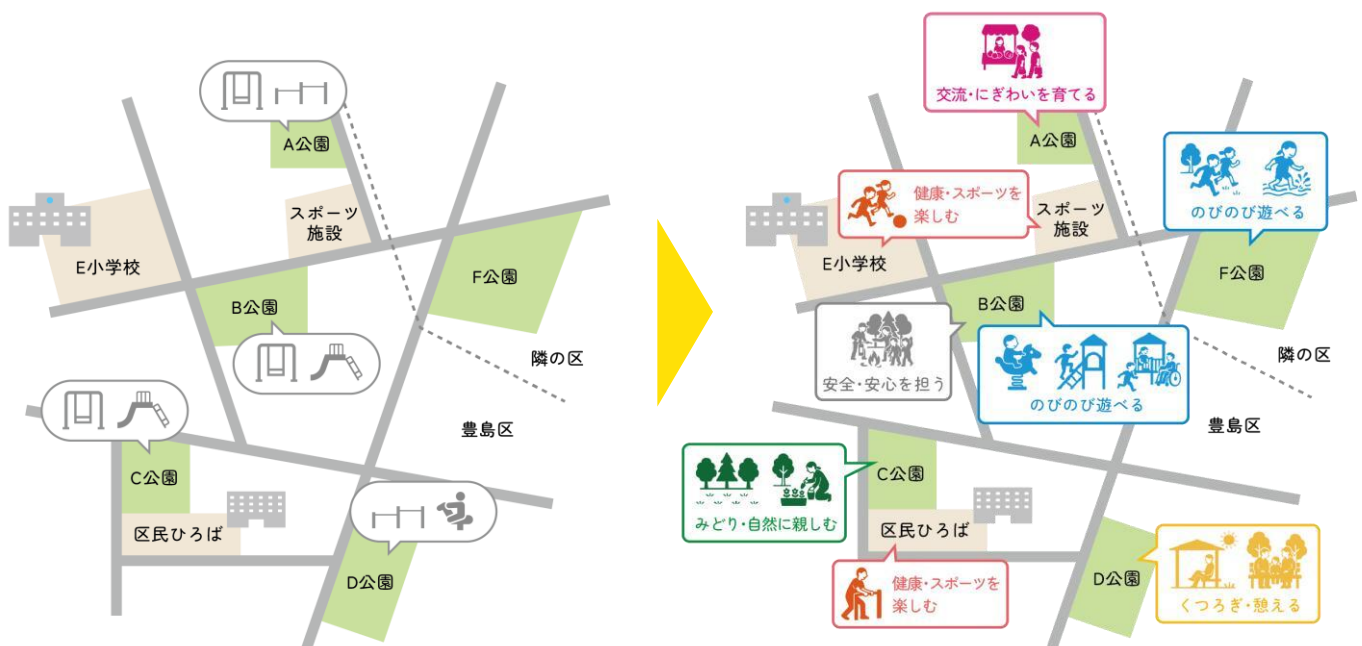 A公園
スポーツ
施設
E小学校
F公園
B公園
隣の区
豊島区
C公園
区民ひろば
D公園
交流・にぎわいを育てる
A公園
健康・スポーツを
楽しむ
スポーツ
施設
のびのび遊べる
E小学校
F公園
B公園
安全・安心を担う
のびのび遊べる
隣の区
豊島区
C公園
みどり・自然に親しむ
区民ひろば
健康・スポーツを
楽しむ
D公園
くつろぎ・憩える